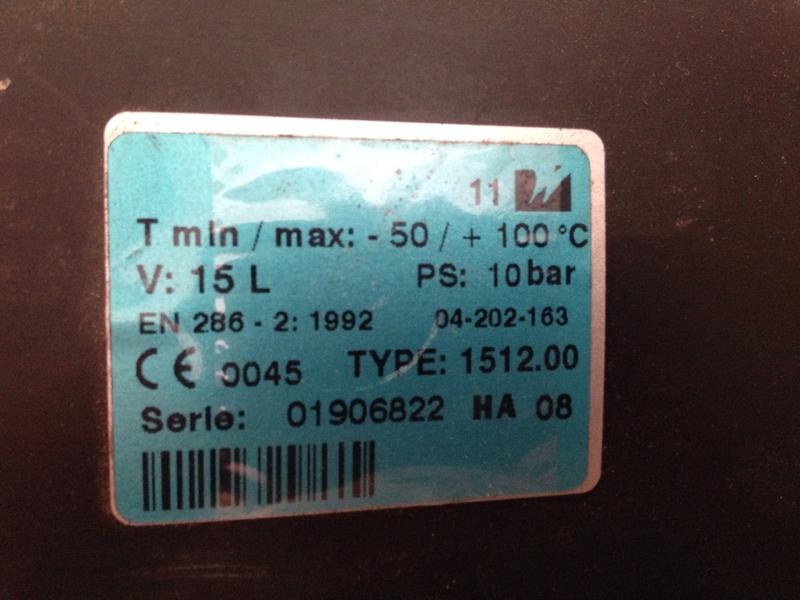 11
T min / max: - 50 / + 100 °C
V: 15 L PS: 10 bar
EN 286 - 2: 1992 04-202-163
CE 0045 TYPE: 1512.00
Serie: 01906822 HA 08